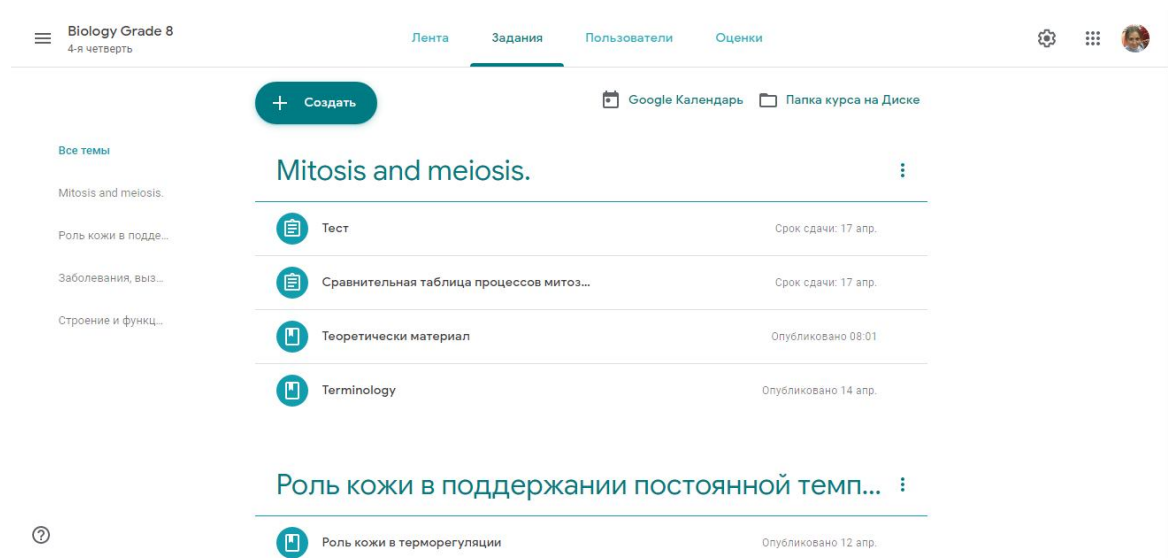 Biology Grade 8
4-я четверть
Лента
Задания
Пользователи
Оценки
Создать
Google Календарь
Папка курса на Диске
Все темы
Mitosis and meiosis.
Роль кожи в подде...
Заболевания, выз...
Строение и функц...
Mitosis and meiosis.
Тест
Срок сдачи: 17 апр.
Сравнительная таблица процессов митоз...
Срок сдачи: 17 апр.
Теоретически материал
Опубликовано 08:01
Terminology
Опубликовано 14 апр.
Роль кожи в поддержании постоянной темп...
Роль кожи в терморегуляции
Опубликовано 12 апр.